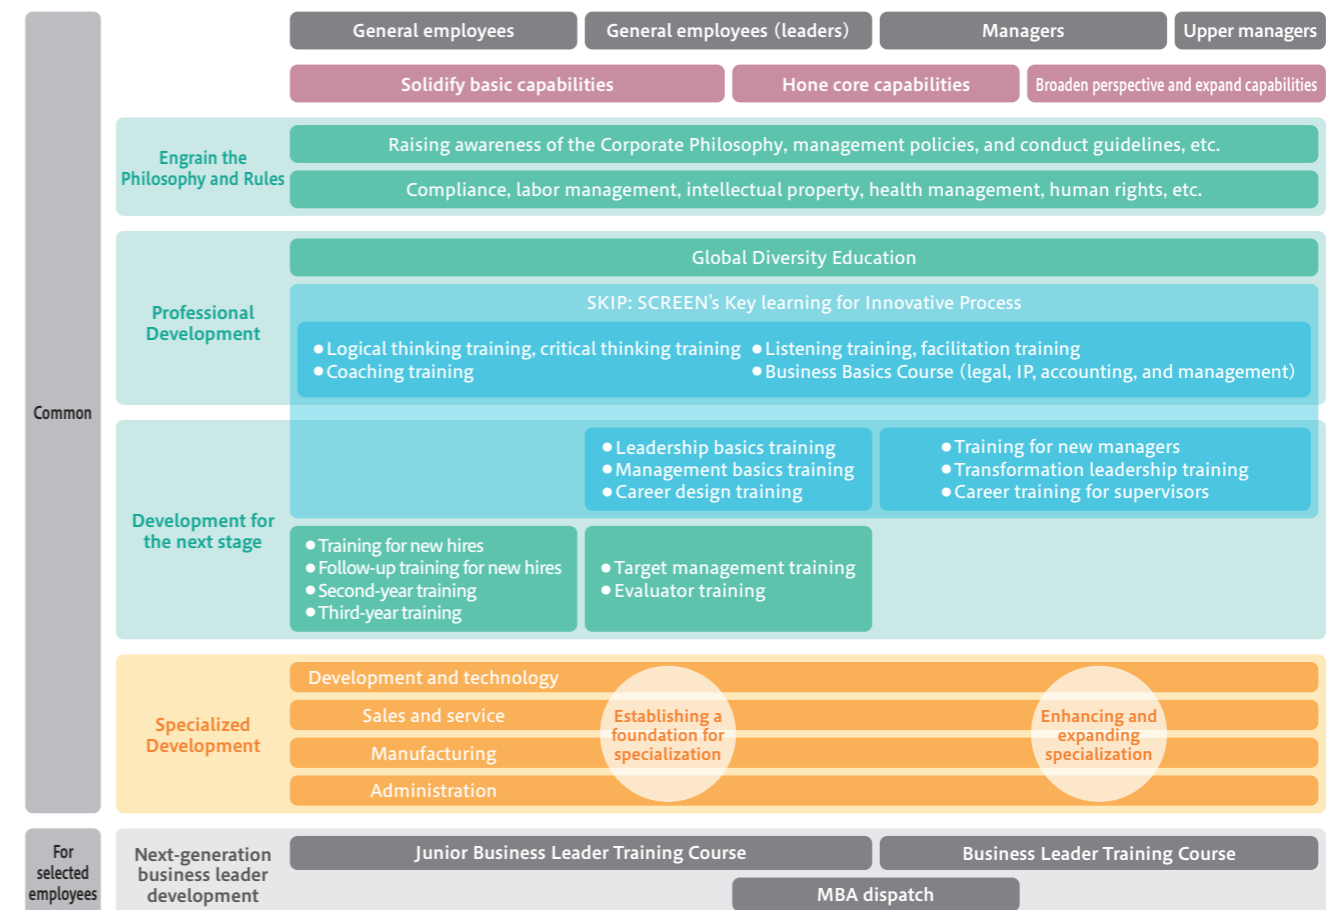 General employees
General employees (leaders)
Managers
Upper managers
Solidify basic capabilities
Hone core capabilities
Broaden perspective and expand capabilities
Common
Engrain the
Philosophy and Rules
Raising awareness of the Corporate Philosophy, management policies, and conduct guidelines, etc.
Compliance, labor management, intellectual property, health management, human rights, etc.
Professional
Development
Global Diversity Education
SKIP: SCREEN's Key learning for Innovative Process
●Logical thinking training, critical thinking training
●Coaching training
●Listening training, facilitation training
●Business Basics Course (legal, IP, accounting, and management)
Development for
the next stage
●Leadership basics training
●Management basics training
●Career design training
●Training for new managers
●Transformation leadership training
●Career training for supervisors
●Training for new hires
●Follow-up training for new hires
●Second-year training
●Third-year training
●Target management training
●Evaluator training
Specialized
Development
Development and technology
Sales and service
Manufacturing
Administration
Establishing a
foundation for
specialization
Enhancing and
expanding
specialization
For
selected
employees
Next-generation
business leader
development
Junior Business Leader Training Course
Business Leader Training Course
MBA dispatch